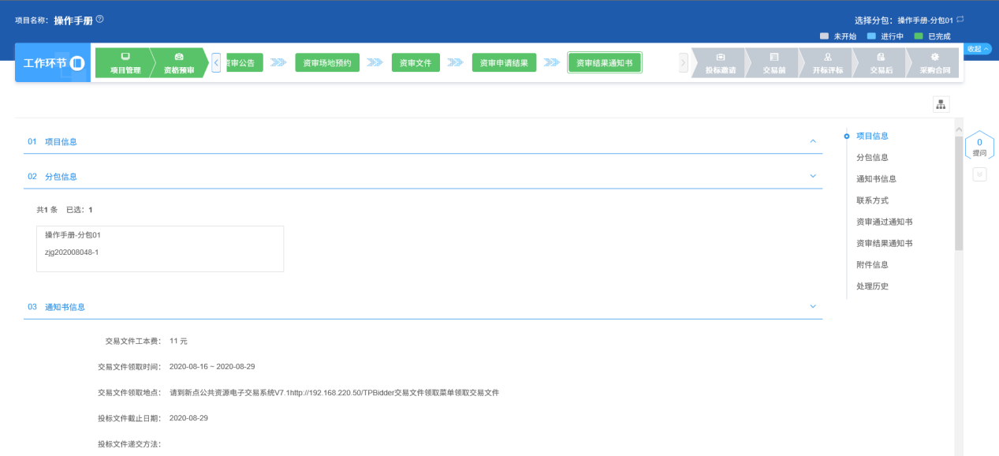 项目名称： 操作手册
选择分包：操作手册-分包01
未开始 进行中 已完成
工作环节
项目管理
资格预审
资审公告
资审场地预约
资审文件
资审申请结果
资审结果通知书
投标邀请
交易前
开标评标
交易后
采购合同
收起
01 项目信息
02 分包信息
共1 条 已选：1
操作手册-分包01
zjg202008048-1
03 通知书信息
交易文件工本费： 11 元
交易文件领取时间： 2020-08-16 ~ 2020-08-29
交易文件领取地点： 请到新点公共资源电子交易系统V7.1http://192.168.220.50/TPBidder交易文件领取菜单领取交易文件
投标文件截止日期： 2020-08-29
投标文件递交方法：
项目信息
分包信息
通知书信息
联系方式
资审通过通知书
资审结果通知书
附件信息
处理历史
0
提问